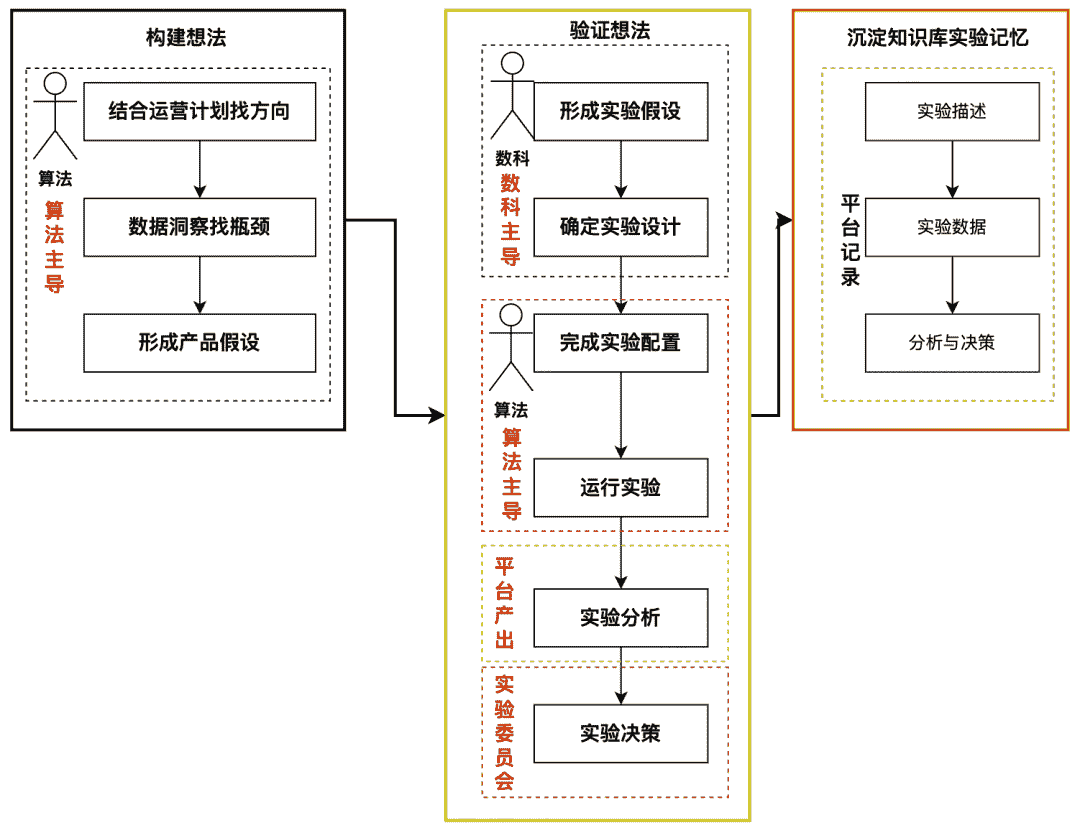 构建想法
结合运营计划找方向
算法
算法主导
数据洞察找瓶颈
形成产品假设
验证想法
形成实验假设
数科
数科主导
确定实验设计
完成实验配置
算法
算法主导
运行实验
平台产出
实验分析
实验委员会
实验决策
沉淀知识库实验记忆
实验描述
平台记录
实验数据
分析与决策